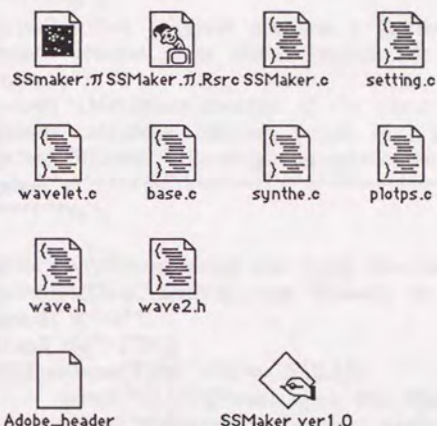 SSmaker.π SSMaker.π.Rsrc SSMaker.c setting.c
wavelet.c base.c synthe.c plotps.c
wave.h wave2.h
Adobe_header SSMaker ver1.0